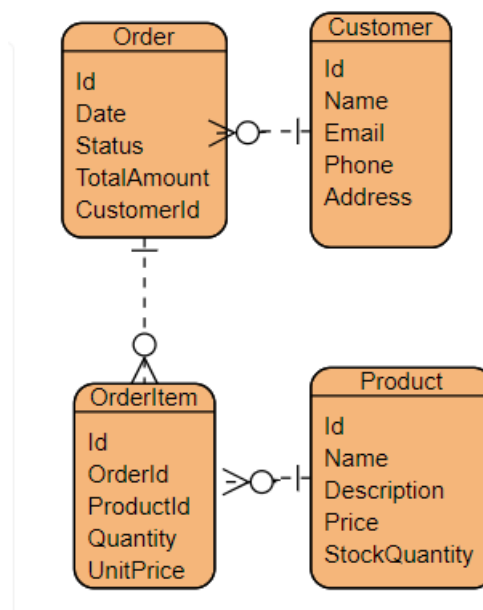 Order
Id
Date
Status
TotalAmount
CustomerId
Customer
Id
Name
Email
Phone
Address
OrderItem
Id
OrderId
ProductId
Quantity
UnitPrice
Product
Id
Name
Description
Price
StockQuantity